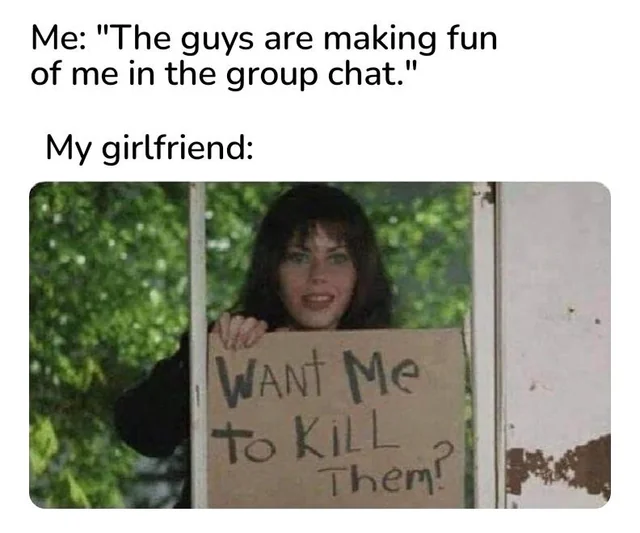 Me: "The guys are making fun
of me in the group chat."
My girlfriend:
WANT Me
to KiLL
Them?